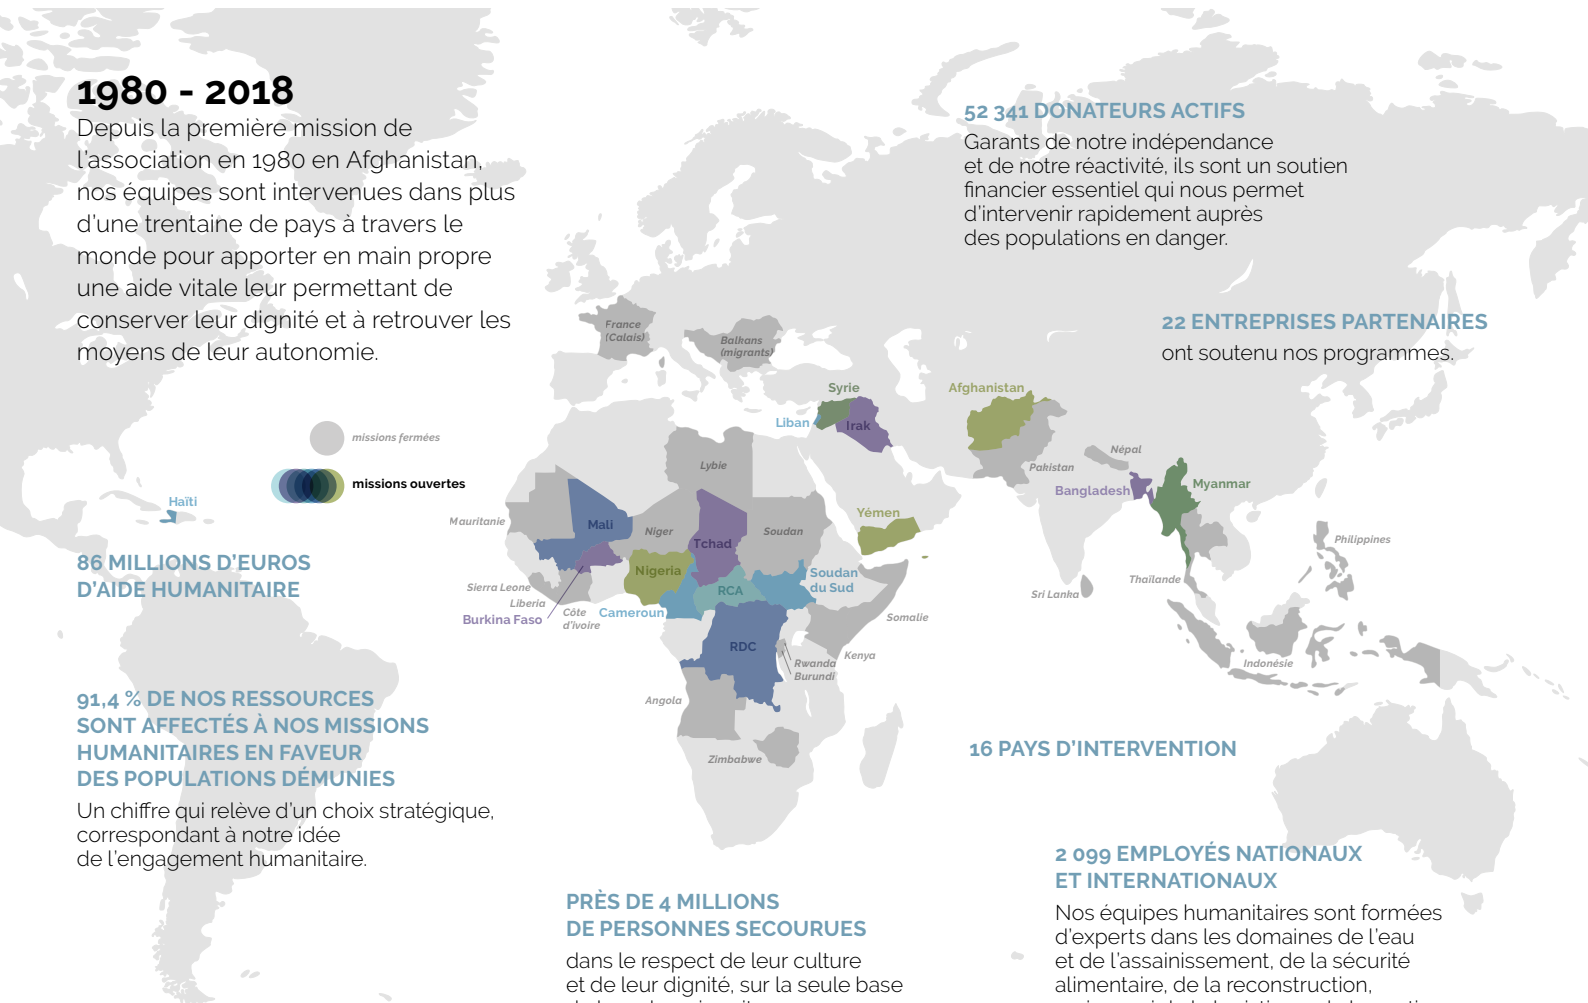 1980 - 2018
Depuis la première mission de
l'association en 1980 en Afghanistan,
nos équipes sont intervenues dans plus
d'une trentaine de pays à travers le
monde pour apporter en main propre
une aide vitale leur permettant de
conserver leur dignité et à retrouver les
moyens de leur autonomie.
52 341 DONATEURS ACTIFS
Garants de notre indépendance
et de notre réactivité, ils sont un soutien
financier essentiel qui nous permet
d'intervenir rapidement auprès
des populations en danger.
22 ENTREPRISES PARTENAIRES
ont soutenu nos programmes.
missions fermées
missions ouvertes
France
(Calais)
Balkans
(migrants)
Syrie
Liban
Irak
Afghanistan
Pakistan
Népal
Bangladesh
Myanmar
Yémen
Haïti
Lybie
Mauritanie
Mali
Niger
Tchad
Soudan
Nigeria
Soudan
du Sud
RCA
Sierra Leone
Liberia
Côte
d'ivoire
Burkina Faso
Cameroun
Somalie
RDC
Kenya
Rwanda
Burundi
Angola
Zimbabwe
Sri Lanka
Thaïlande
Philippines
Indonésie
86 MILLIONS D'EUROS
D'AIDE HUMANITAIRE
91,4 % DE NOS RESSOURCES
SONT AFFECTÉS À NOS MISSIONS
HUMANITAIRES EN FAVEUR
DES POPULATIONS DÉMUNIES
Un chiffre qui relève d'un choix stratégique,
correspondant à notre idée
de l'engagement humanitaire.
16 PAYS D'INTERVENTION
PRÈS DE 4 MILLIONS
DE PERSONNES SECOURUES
dans le respect de leur culture
et de leur dignité, sur la seule base
2 099 EMPLOYÉS NATIONAUX
ET INTERNATIONAUX
Nos équipes humanitaires sont formées
d'experts dans les domaines de l'eau
et de l'assainissement, de la sécurité
alimentaire, de la reconstruction,